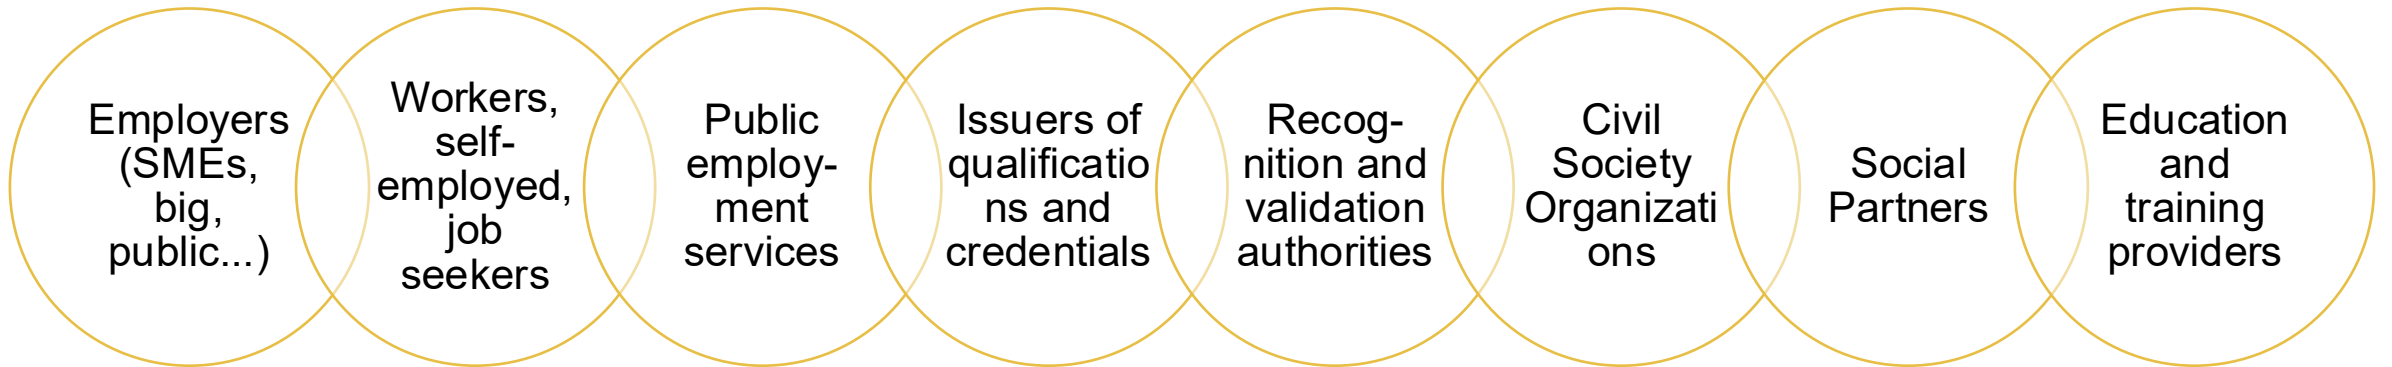 Employers
(SMEs,
big,
public...)
Workers,
self-
employed,
job
seekers
Public
employ-
ment
services
Issuers of
qualificatio
ns and
credentials
Recog-
nition and
validation
authorities
Civil
Society
Organizati
ons
Social
Partners
Education
and
training
providers